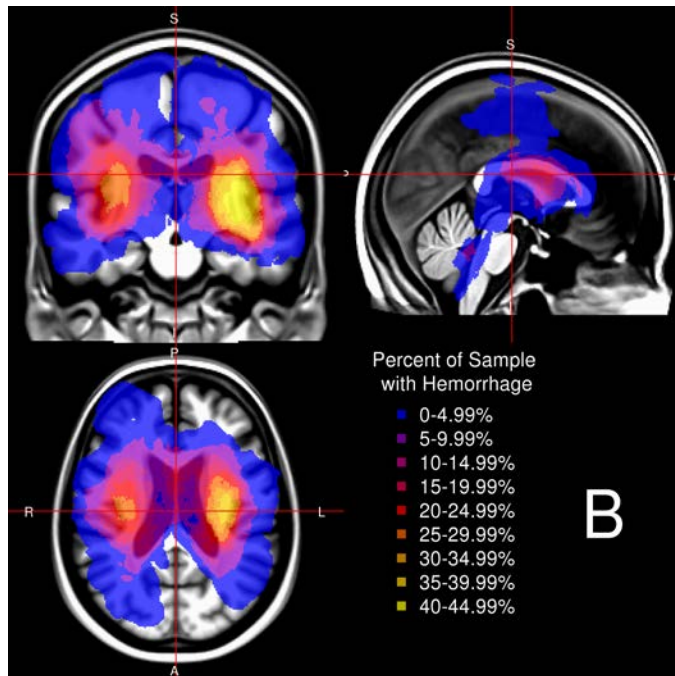 S
S
P
A
I
P
Percent of Sample
with Hemorrhage
0-4.99%
5-9.99%
10-14.99%
15-19.99%
R
L
20-24.99%
25-29.99%
B
30-34.99%
35-39.99%
40-44.99%
A